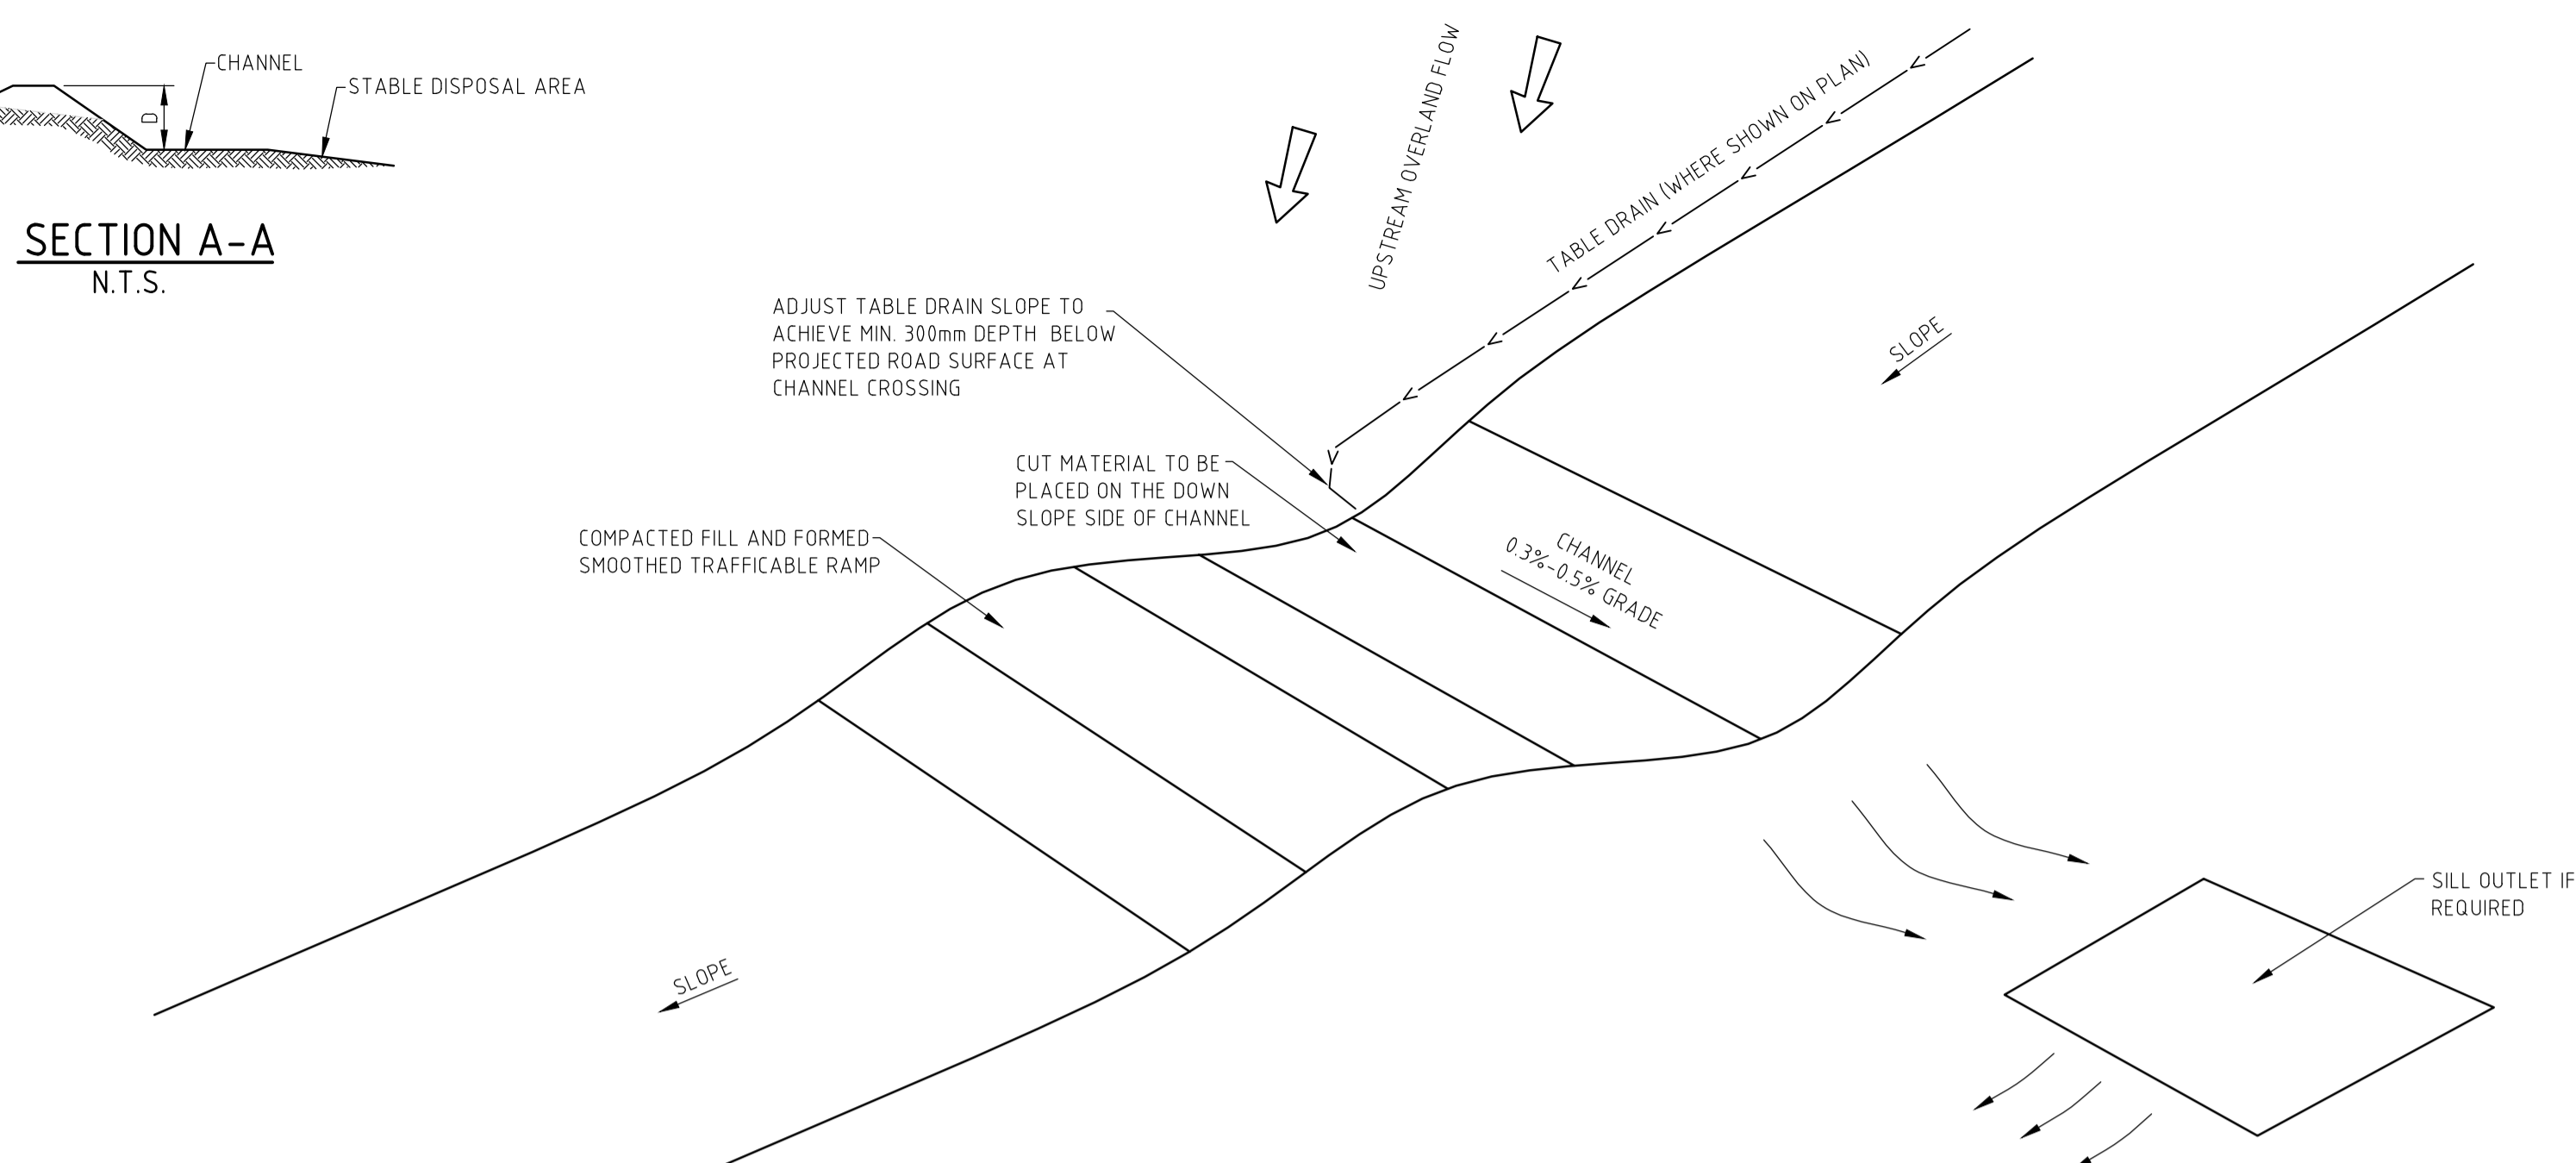 CHANNEL
STABLE DISPOSAL AREA
D
SECTION A-A
N.T.S.
UPSTREAM OVERLAND FLOW
TABLE DRAIN (WHERE SHOWN ON PLAN)
ADJUST TABLE DRAIN SLOPE TO
ACHIEVE MIN. 300mm DEPTH BELOW
PROJECTED ROAD SURFACE AT
CHANNEL CROSSING
SLOPE
CUT MATERIAL TO BE
PLACED ON THE DOWN
SLOPE SIDE OF CHANNEL
COMPACTED FILL AND FORMED
SMOOTHED TRAFFICABLE RAMP
CHANNEL
0.3%-0.5% GRADE
SILL OUTLET IF
REQUIRED
SLOPE